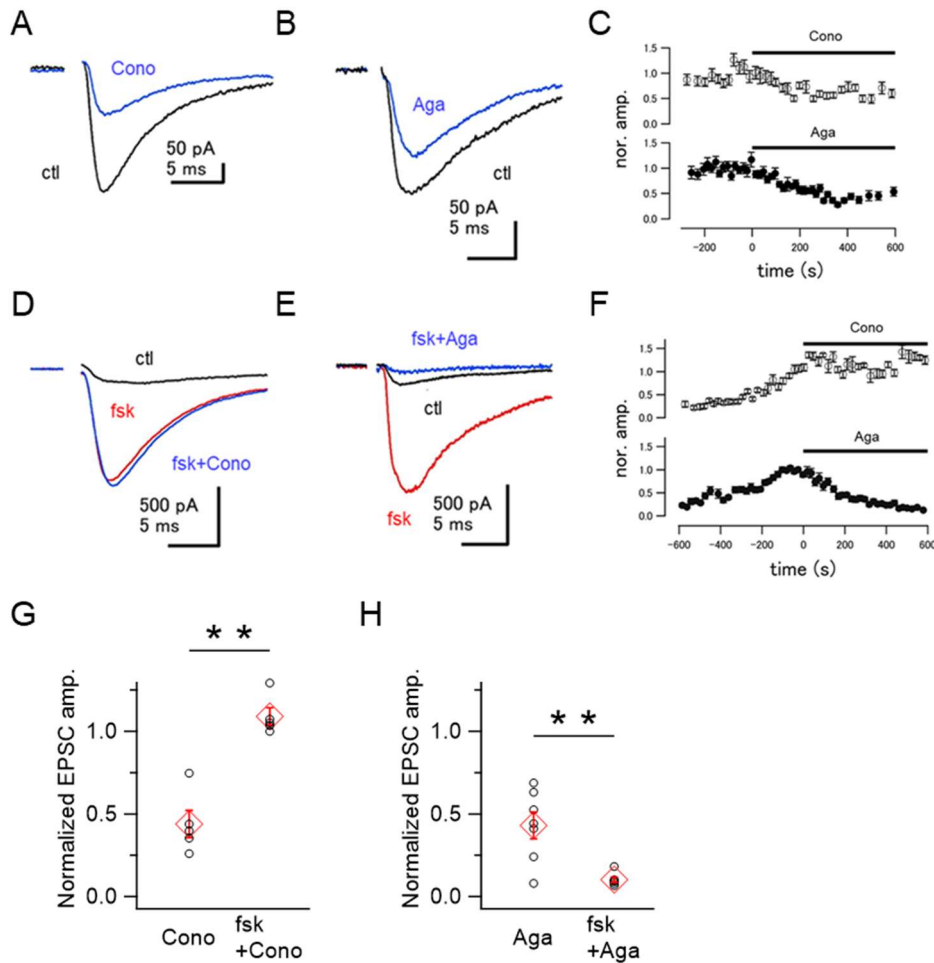 A
Cono
ctl
50 pA
5 ms
B
Aga
ctl
50 pA
5 ms
C
Cono
1.5
1.0
0.5
0.0
Aga
1.5
1.0
0.5
0.0
nor. amp.
−200 0 200 400 600
time (s)
D
ctl
fsk
fsk+Cono
500 pA
5 ms
E
fsk+Aga
ctl
fsk
500 pA
5 ms
F
Cono
1.5
1.0
0.5
0.0
Aga
1.5
1.0
0.5
0.0
nor. amp.
−600 −400 −200 0 200 400 600
time (s)
G
* *
Normalized EPSC amp.
1.0
0.5
0.0
Cono
fsk
+Cono
H
* *
Normalized EPSC amp.
1.0
0.5
0.0
Aga
fsk
+Aga